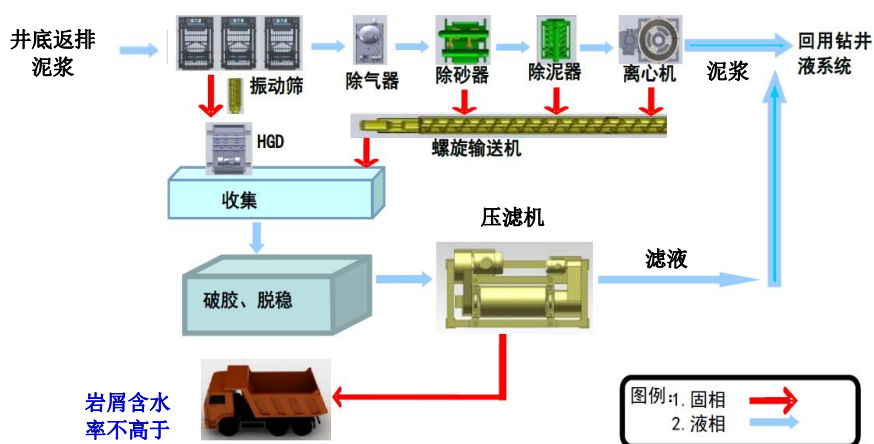 井底返排
泥浆
振动筛
除气器
除砂器
除泥器
离心机
泥浆
回用钻井
液系统
HGD
螺旋输送机
收集
压滤机
滤液
破胶、脱稳
岩屑含水
率不高于
图例:1.固相
2.液相